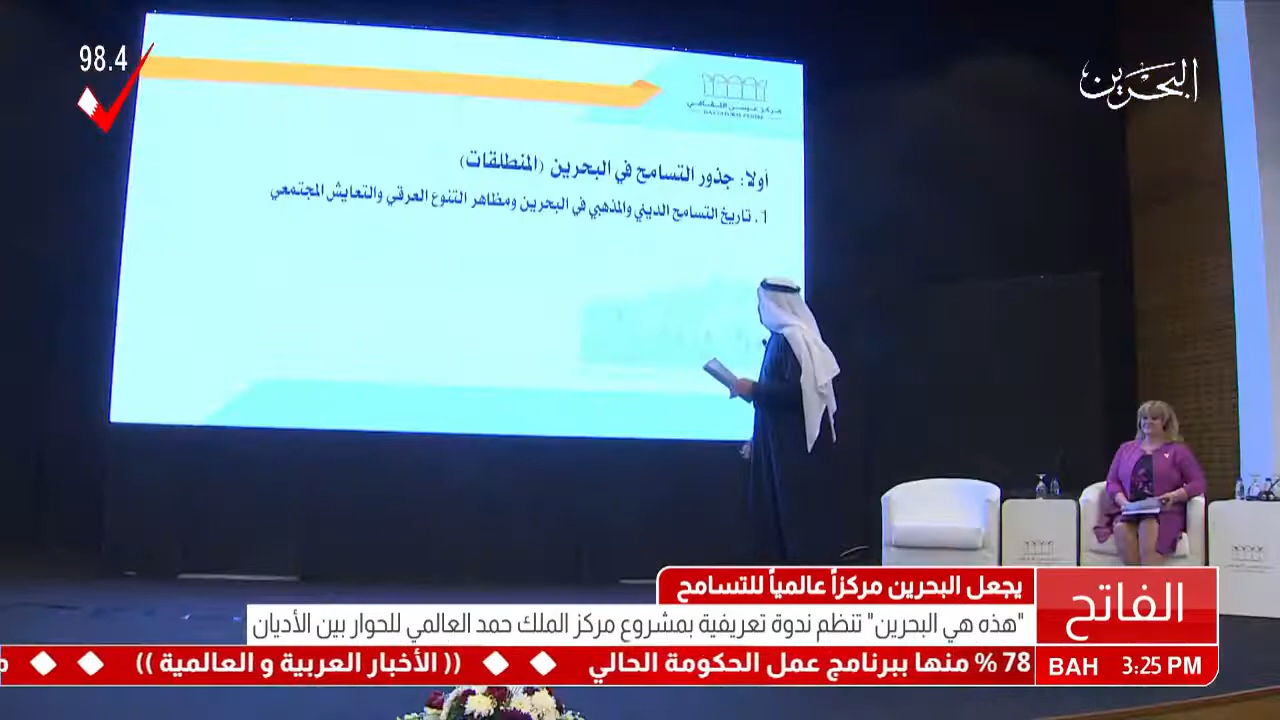 98.4
البحرين
مركز عيسى الثقافي
أولا: جذور التسامح في البحرين (المنطلقات)
1. تاريخ التسامح الديني والمذهبي في البحرين ومظاهر التنوع العرقي والتعايش المجتمعي
يجعل البحرين مركزاً عالمياً للتسامح
الفاتح
"هذه هي البحرين" تنظم ندوة تعريفية بمشروع مركز الملك حمد العالمي للحوار بين الأديان
78 % منها ببرنامج عمل الحكومة الحالي (( الأخبار العربية و العالمية ))
BAH 3:25 PM